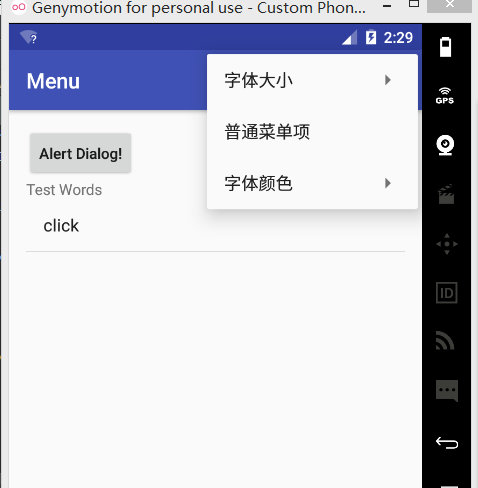 Genymotion for personal use - Custom Phon...
2:29
Menu
字体大小
普通菜单项
字体颜色
Alert Dialog!
Test Words
click
GPS
ID